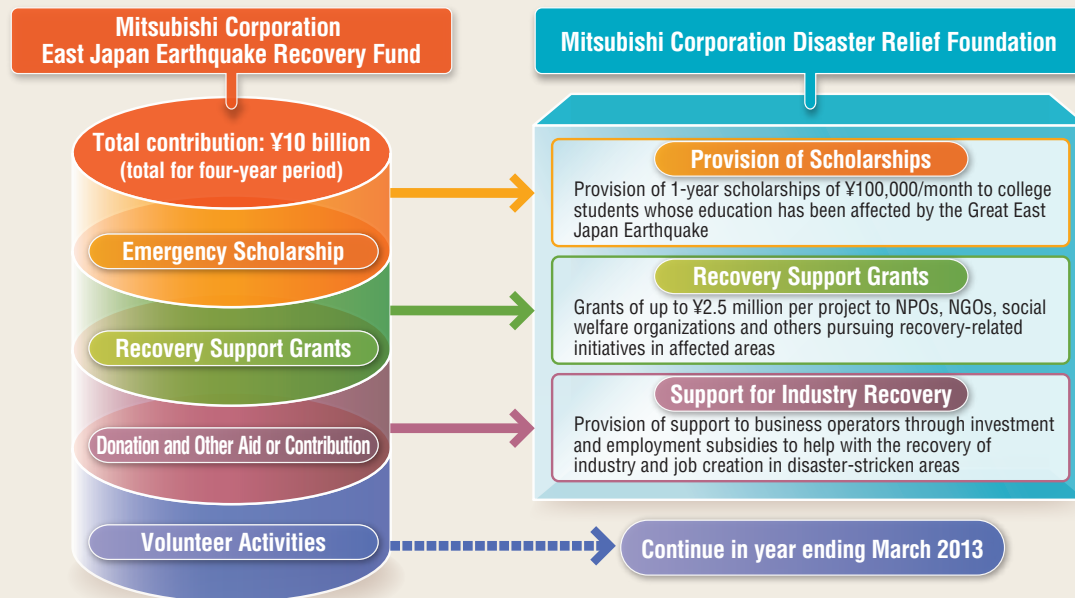 Mitsubishi Corporation
East Japan Earthquake Recovery Fund
Total contribution: ¥10 billion
(total for four-year period)
Emergency Scholarship
Recovery Support Grants
Donation and Other Aid or Contribution
Volunteer Activities
Mitsubishi Corporation Disaster Relief Foundation
Provision of Scholarships
Provision of 1-year scholarships of ¥100,000/month to college
students whose education has been affected by the Great East
Japan Earthquake
Recovery Support Grants
Grants of up to ¥2.5 million per project to NPOs, NGOs, social
welfare organizations and others pursuing recovery-related
initiatives in affected areas
Support for Industry Recovery
Provision of support to business operators through investment
and employment subsidies to help with the recovery of
industry and job creation in disaster-stricken areas
Continue in year ending March 2013